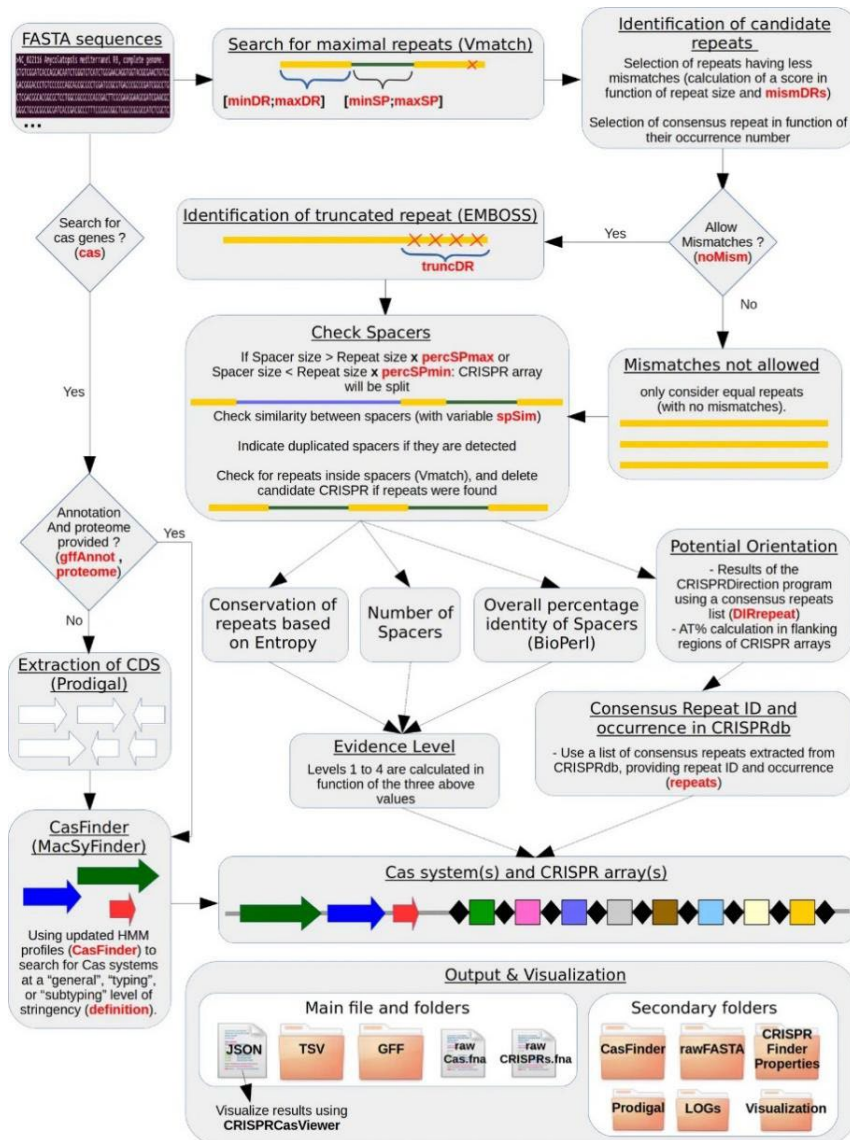 FASTA sequences
>NC_022116 Amycolatopsis mediterranei RB, complete genome.
...
Search for maximal repeats (Vmatch)
[minDR;maxDR]
[minSP;maxSP]
Identification of candidate
repeats
Selection of repeats having less
mismatches (calculation of a score in
function of repeat size and mismDRs)
Selection of consensus repeat in function of
their occurrence number
Search for
cas genes ?
(cas)
Identification of truncated repeat (EMBOSS)
truncDR
Yes
Allow
Mismatches ?
(noMism)
No
Check Spacers
If Spacer size > Repeat size x percSPmax or
Spacer size < Repeat size x percSPmin: CRISPR array
will be split
Check similarity between spacers (with variable spSim)
Indicate duplicated spacers if they are detected
Check for repeats inside spacers (Vmatch), and delete
candidate CRISPR if repeats were found
Mismatches not allowed
only consider equal repeats
(with no mismatches).
Yes
Annotation
And proteome
provided ?
(gffAnnot ,
proteome)
Yes
No
Conservation of
repeats based
on Entropy
Number of
Spacers
Overall percentage
identity of Spacers
(BioPerl)
Potential Orientation
- Results of the
CRISPRDirection program
using a consensus repeats
list (DIRrepeat)
- AT% calculation in flanking
regions of CRISPR arrays
Extraction of CDS
(Prodigal)
Evidence Level
Levels 1 to 4 are calculated in
function of the three above
values
Consensus Repeat ID and
occurrence in CRISPRdb
- Use a list of consensus repeats extracted from
CRISPRdb, providing repeat ID and occurrence
(repeats)
CasFinder
(MacSyFinder)
Using updated HMM
profiles (CasFinder) to
search for Cas systems
at a “general”, “typing”,
or “subtyping” level of
stringency (definition).
Cas system(s) and CRISPR array(s)
Output & Visualization
Main file and folders
JSON
TSV
GFF
raw
Cas.fna
raw
CRISPRs.fna
Visualize results using
CRISPRCasViewer
Secondary folders
CasFinder
rawFASTA
CRISPR
Finder
Properties
Prodigal
LOGs
Visualization